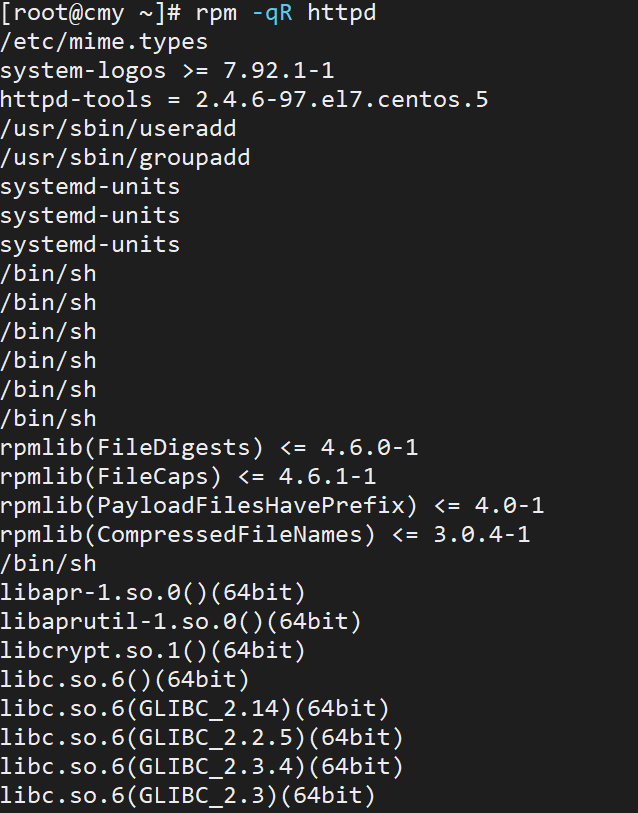 [root@cmy ~]# rpm -qR httpd
/etc/mime.types
system-logos >= 7.92.1-1
httpd-tools = 2.4.6-97.el7.centos.5
/usr/sbin/useradd
/usr/sbin/groupadd
systemd-units
systemd-units
systemd-units
/bin/sh
/bin/sh
/bin/sh
/bin/sh
/bin/sh
/bin/sh
rpmlib(FileDigests) <= 4.6.0-1
rpmlib(FileCaps) <= 4.6.1-1
rpmlib(PayloadFilesHavePrefix) <= 4.0-1
rpmlib(CompressedFileNames) <= 3.0.4-1
/bin/sh
libapr-1.so.0()(64bit)
libaprutil-1.so.0()(64bit)
libcrypt.so.1()(64bit)
libc.so.6()(64bit)
libc.so.6(GLIBC_2.14)(64bit)
libc.so.6(GLIBC_2.2.5)(64bit)
libc.so.6(GLIBC_2.3.4)(64bit)
libc.so.6(GLIBC_2.3)(64bit)